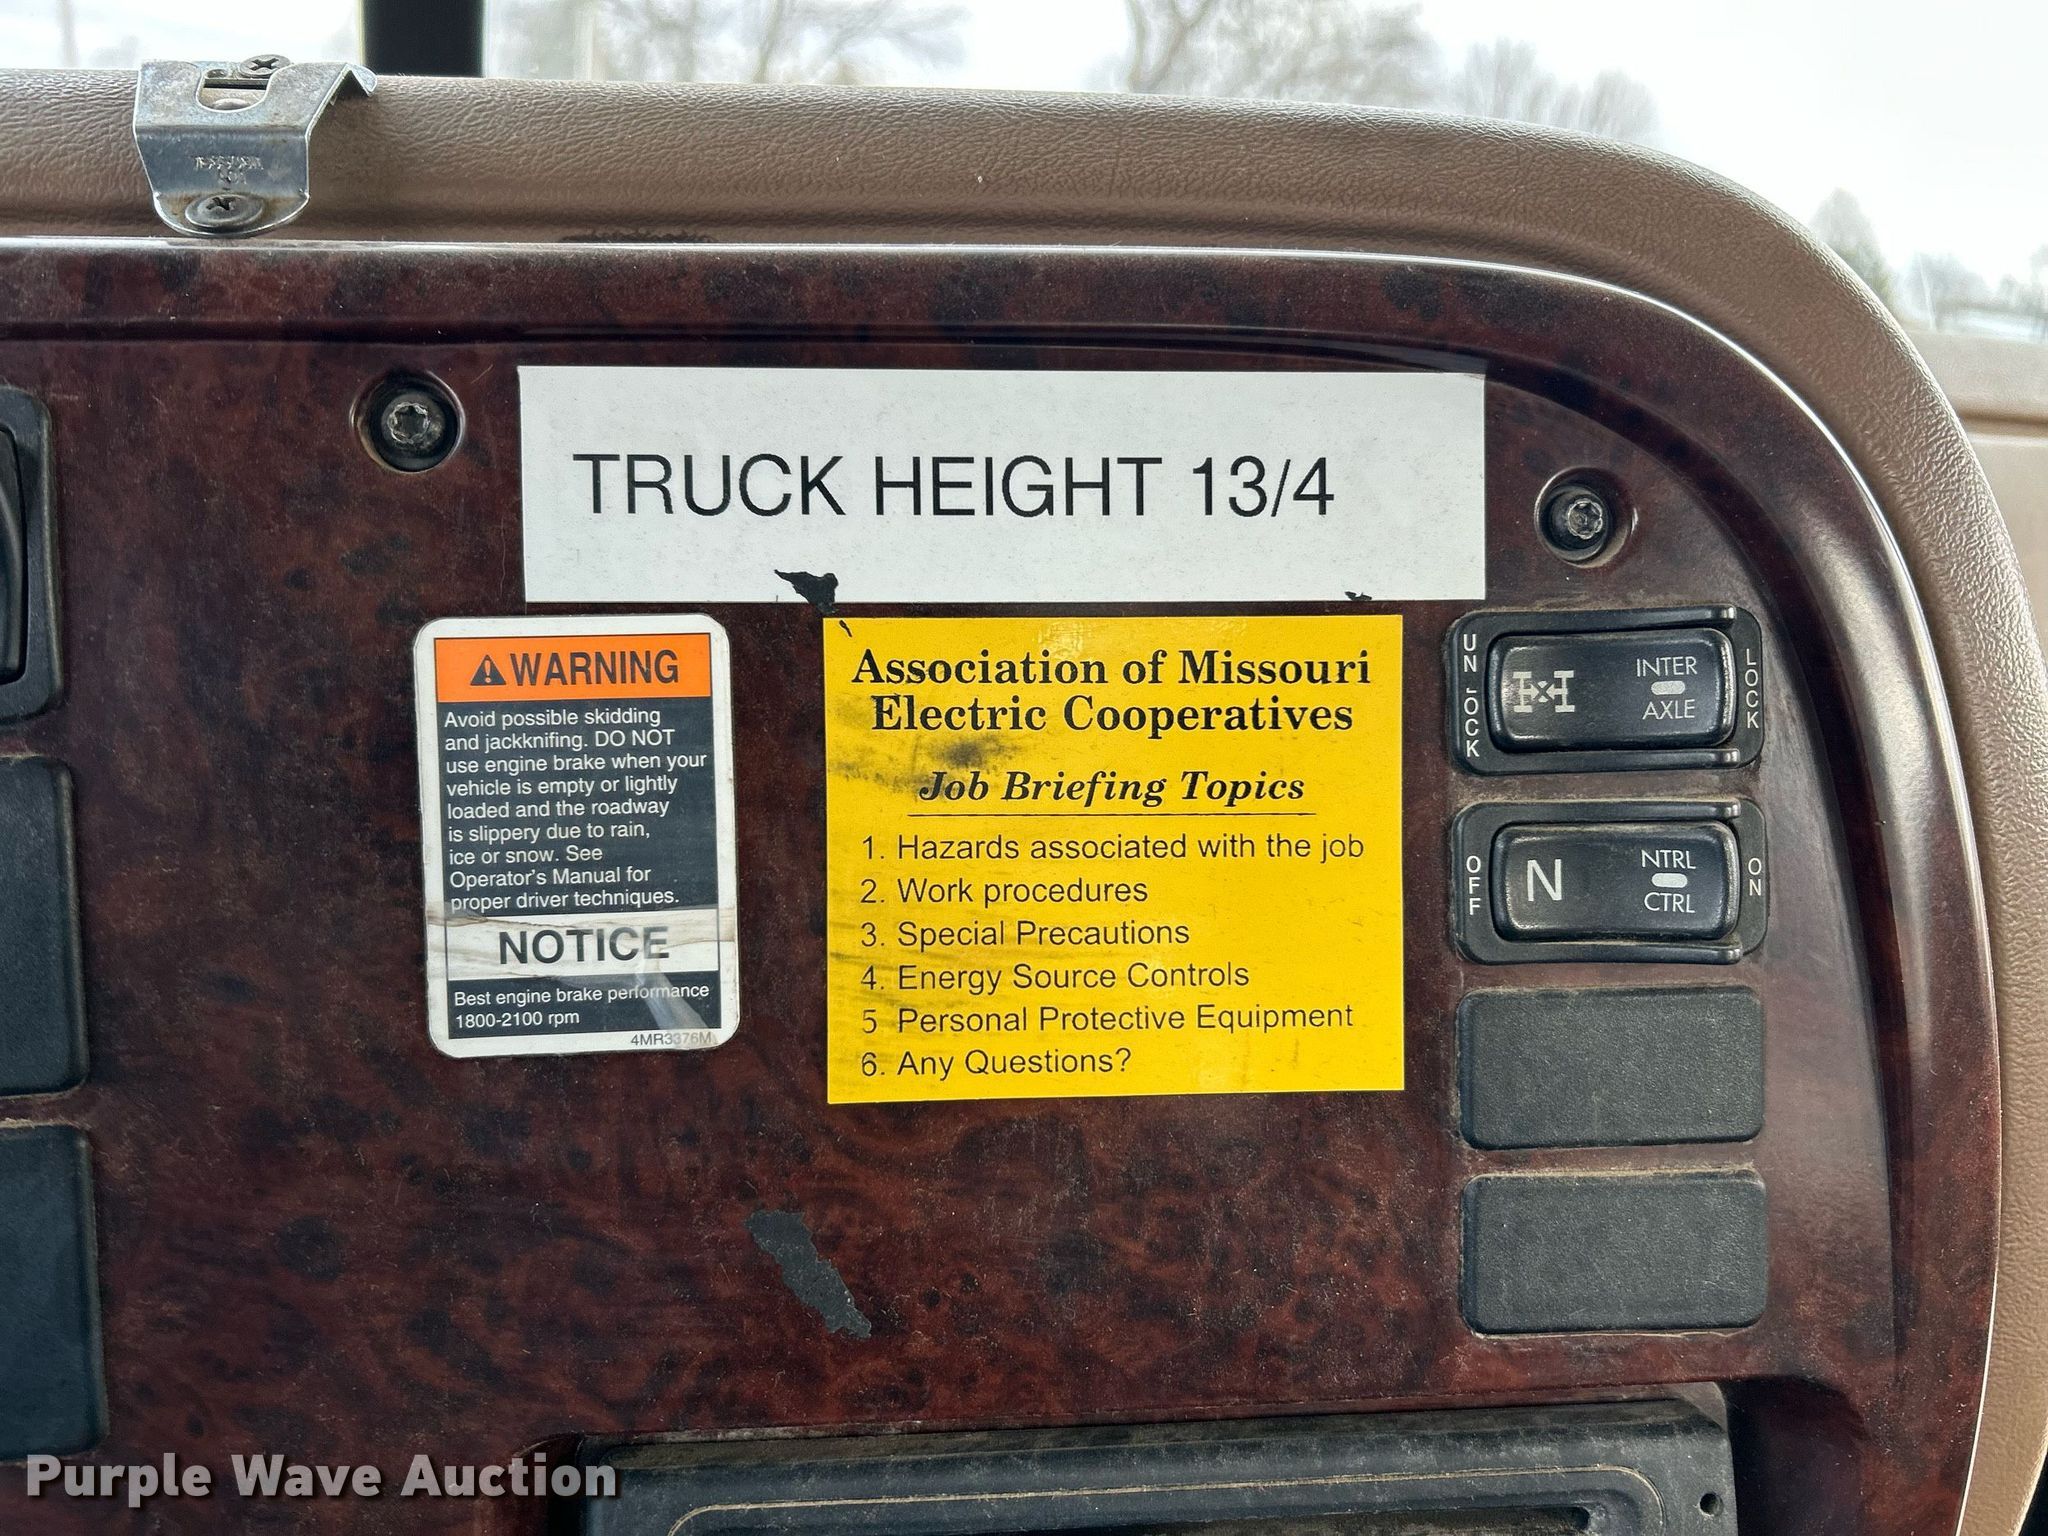 TRUCK HEIGHT 13/4
WARNING
Avoid possible skidding
and jackknifing. DO NOT
use engine brake when your
vehicle is empty or lightly
loaded and the roadway
is slippery due to rain,
ice or snow. See
Operator's Manual for
proper driver techniques.
NOTICE
Best engine brake performance
1800-2100 rpm
4MR3376M
Association of Missouri
Electric Cooperatives
Job Briefing Topics
1. Hazards associated with the job
2. Work procedures
3. Special Precautions
4. Energy Source Controls
5 Personal Protective Equipment
6. Any Questions?
UNLOCK
INTER
AXLE
LOCK
OFF
N
NTRL
CTRL
ON
Purple Wave Auction